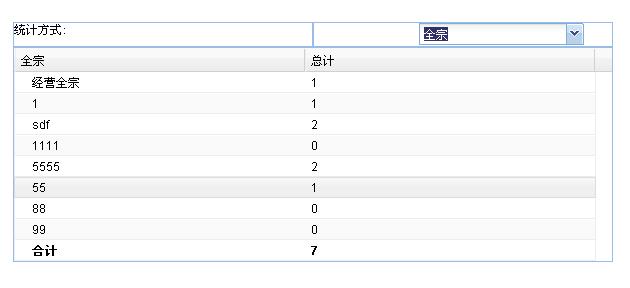 统计方式: 全宗
全宗 总计
经营全宗 1
1 1
sdf 2
1111 0
5555 2
55 1
88 0
99 0
合计 7